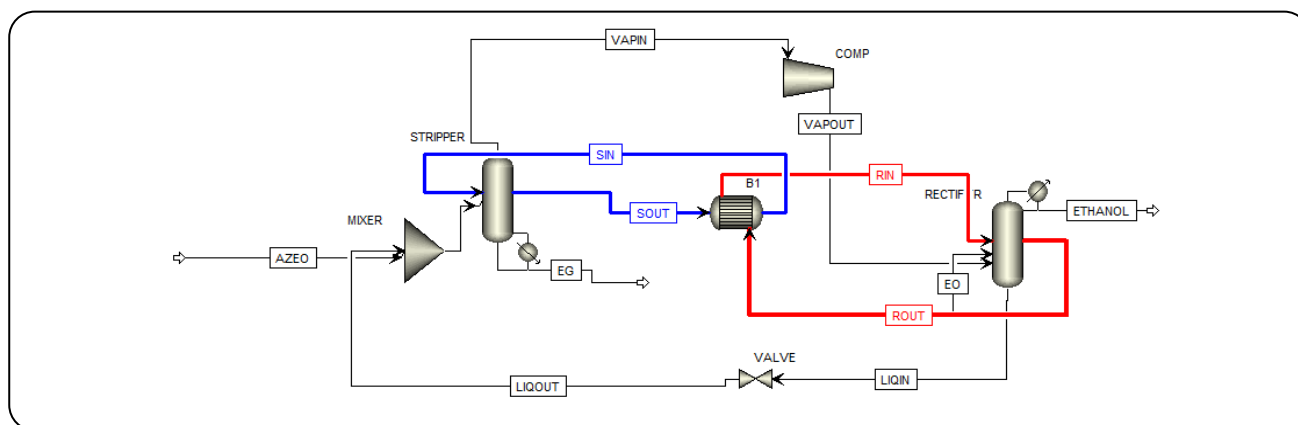 VAPIN
COMP
VAPOUT
STRIPPER
SIN
B1
RIN
RECTIF R
ETHANOL
SOUT
MIXER
AZEO
EG
EO
ROUT
VALVE
LIQOUT
LIQIN